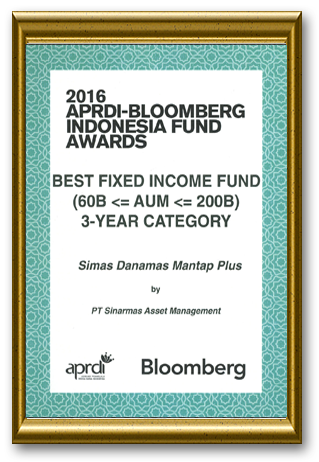 2016
APRDI-BLOOMBERG
INDONESIA FUND
AWARDS
BEST FIXED INCOME FUND
(60B <= AUM <= 200B)
3-YEAR CATEGORY
Simas Danamas Mantap Plus
by
PT Sinarmas Asset Management
aprdi
Bloomberg